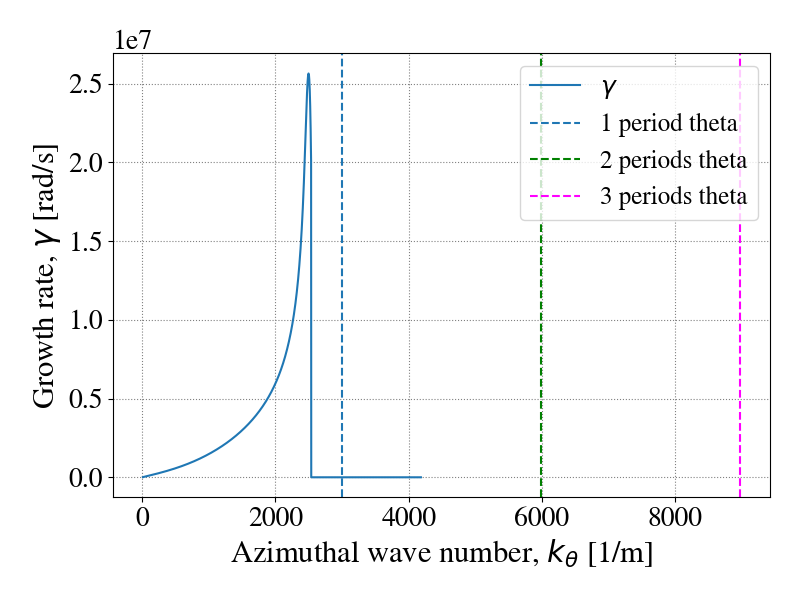 1e7
2.5
2.0
1.5
1.0
0.5
0.0
Growth rate, γ [rad/s]
γ
1 period theta
2 periods theta
3 periods theta
0 2000 4000 6000 8000
Azimuthal wave number, k_θ [1/m]